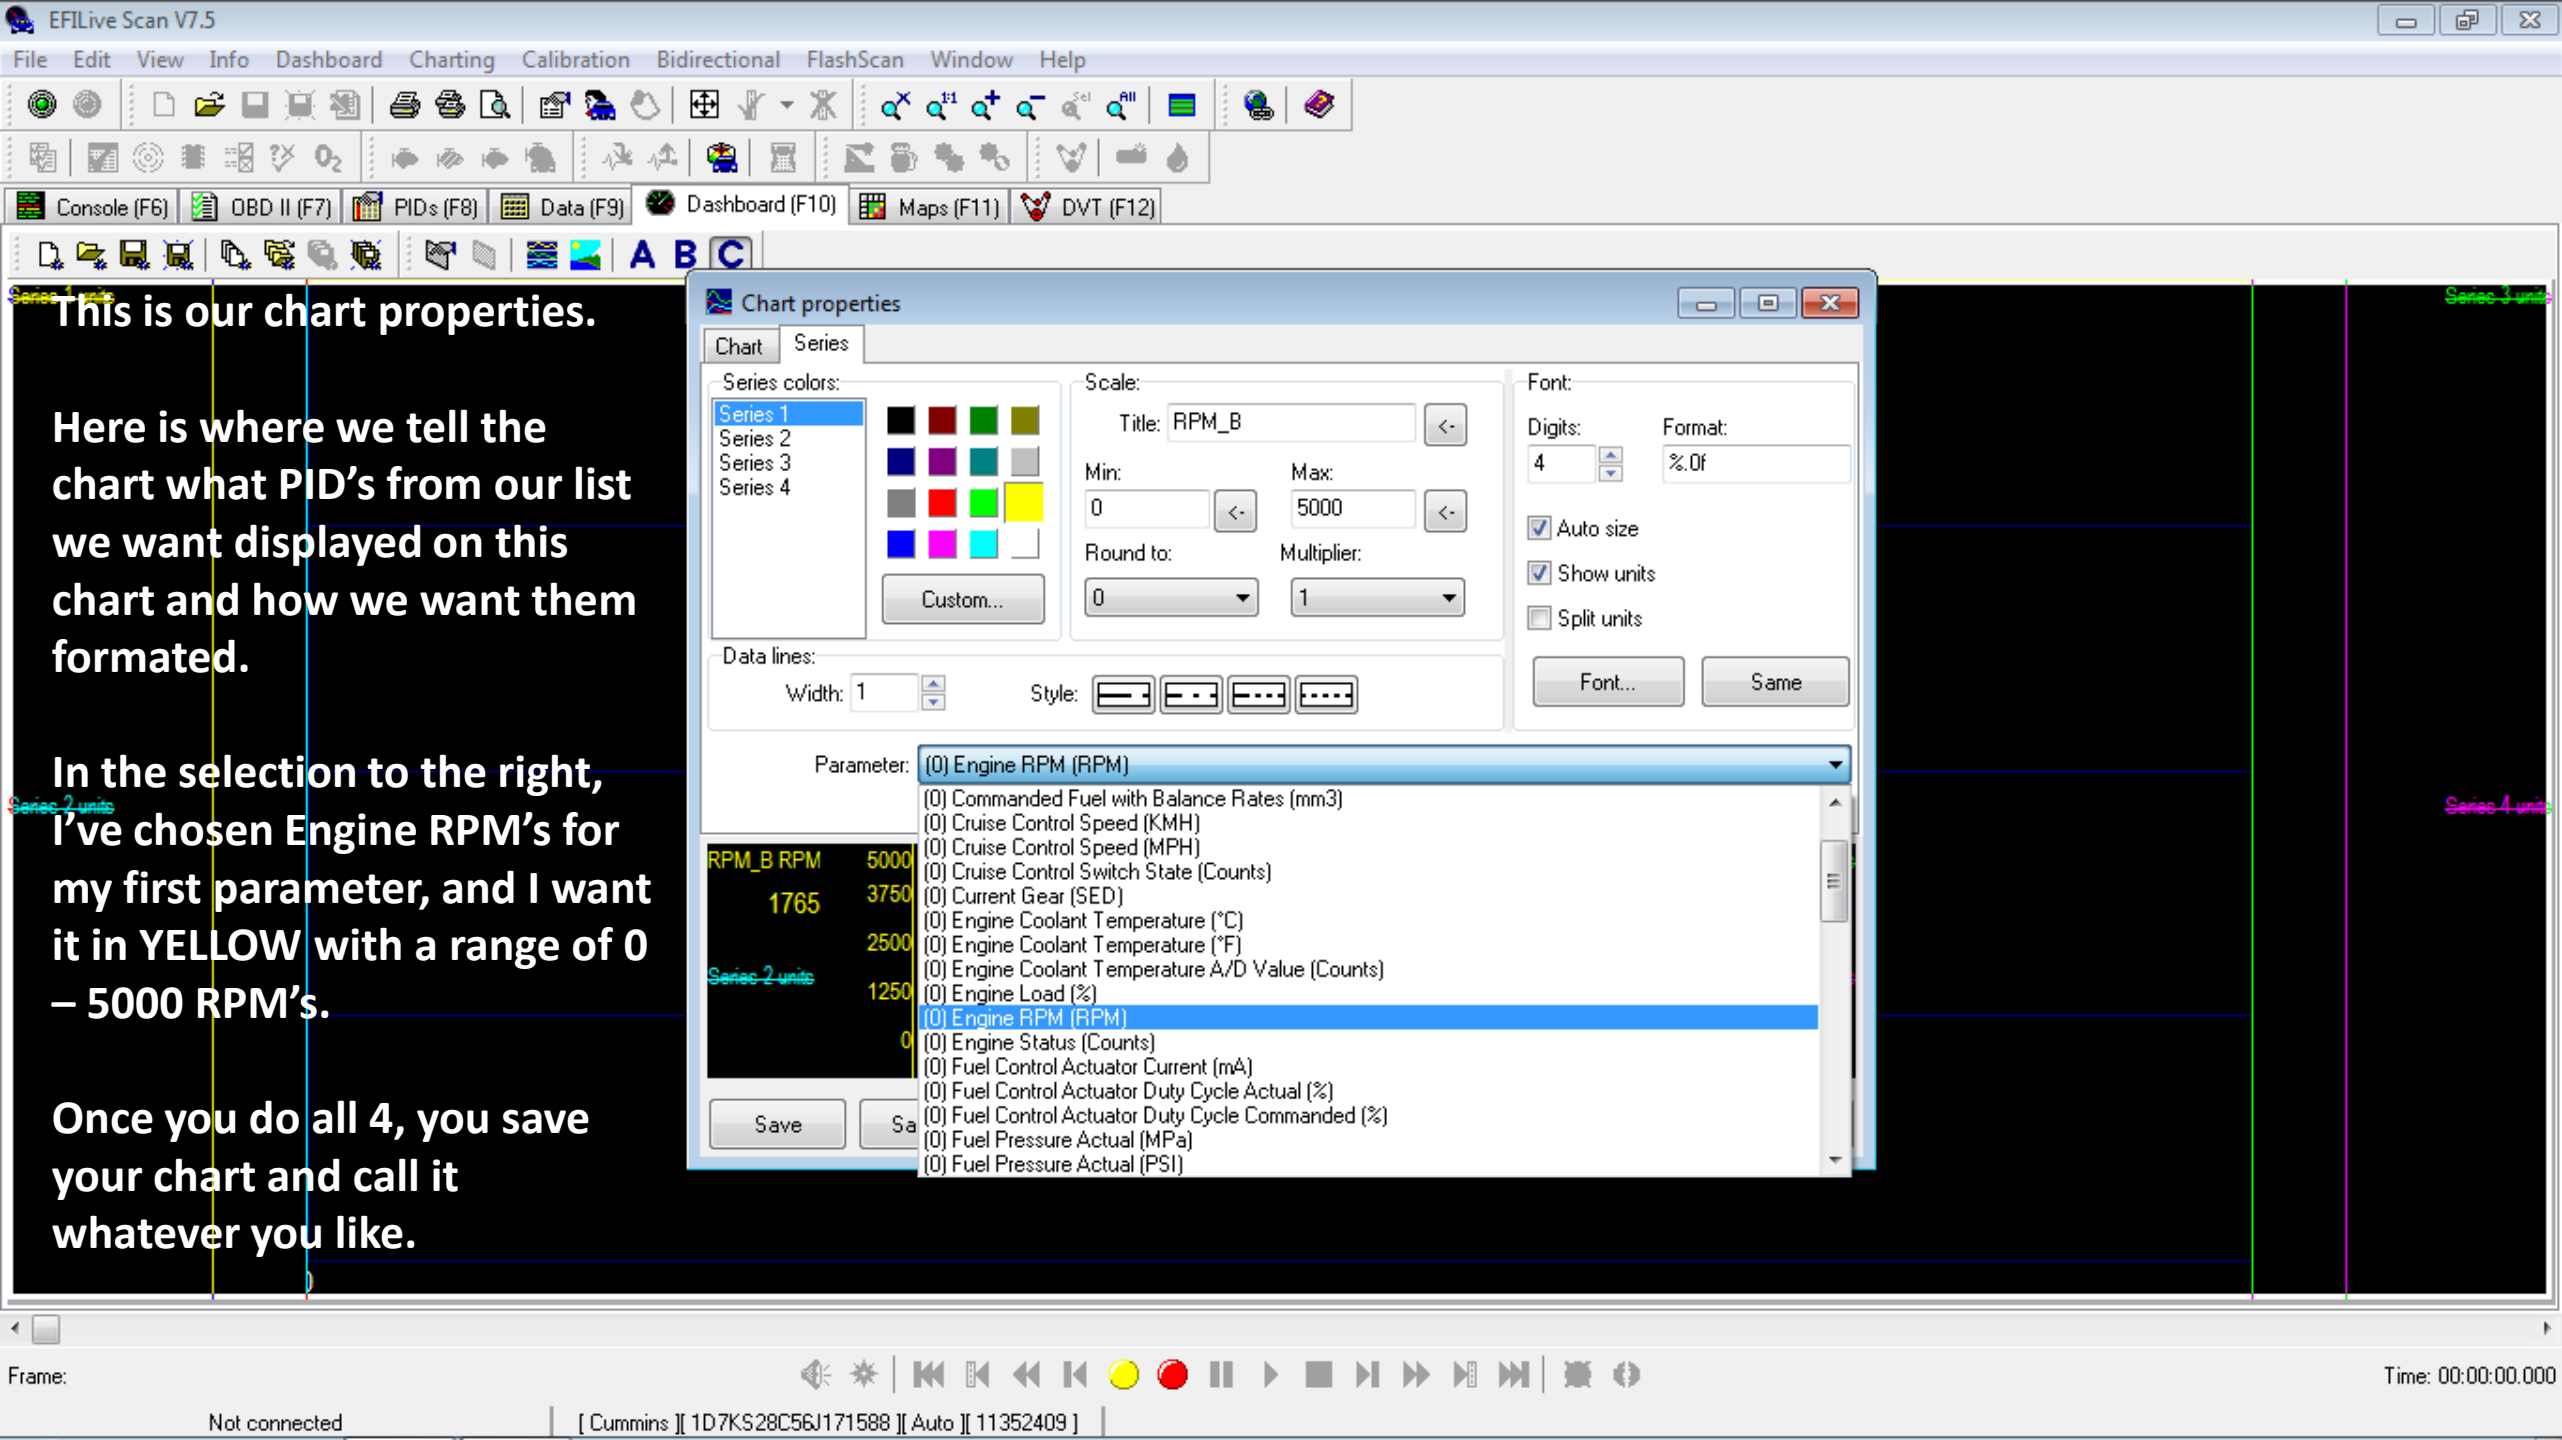 EFILive Scan V7.5
File Edit View Info Dashboard Charting Calibration Bidirectional FlashScan Window Help
Console (F6) OBD II (F7) PIDs (F8) Data (F9) Dashboard (F10) Maps (F11) DVT (F12)
A B C
Series 1 units
Series 3 units
This is our chart properties.
Here is where we tell the
chart what PID's from our list
we want displayed on this
chart and how we want them
formated.
In the selection to the right,
I've chosen Engine RPM's for
my first parameter, and I want
it in YELLOW with a range of 0
– 5000 RPM's.
Once you do all 4, you save
your chart and call it
whatever you like.
Series 2 units
Series 4 units
0
Chart properties
Chart Series
Series colors:
Series 1
Series 2
Series 3
Series 4
Custom...
Scale:
Title: RPM_B <-
Min: Max:
0 <- 5000 <-
Round to: Multiplier:
0 1
Font:
Digits: Format:
4 %.0f
Auto size
Show units
Split units
Font... Same
Data lines:
Width: 1 Style:
Parameter: (0) Engine RPM (RPM)
(0) Commanded Fuel with Balance Rates (mm3)
(0) Cruise Control Speed (KMH)
(0) Cruise Control Speed (MPH)
(0) Cruise Control Switch State (Counts)
(0) Current Gear (SED)
(0) Engine Coolant Temperature (°C)
(0) Engine Coolant Temperature (°F)
(0) Engine Coolant Temperature A/D Value (Counts)
(0) Engine Load (%)
(0) Engine RPM (RPM)
(0) Engine Status (Counts)
(0) Fuel Control Actuator Current (mA)
(0) Fuel Control Actuator Duty Cycle Actual (%)
(0) Fuel Control Actuator Duty Cycle Commanded (%)
(0) Fuel Pressure Actual (MPa)
(0) Fuel Pressure Actual (PSI)
RPM_B RPM 5000
1765 3750
2500
Series 2 units
1250
0
Save Sa
Frame:
Time: 00:00:00.000
Not connected [ Cummins ][ 1D7KS28C56J171588 ][ Auto ][ 11352409 ]